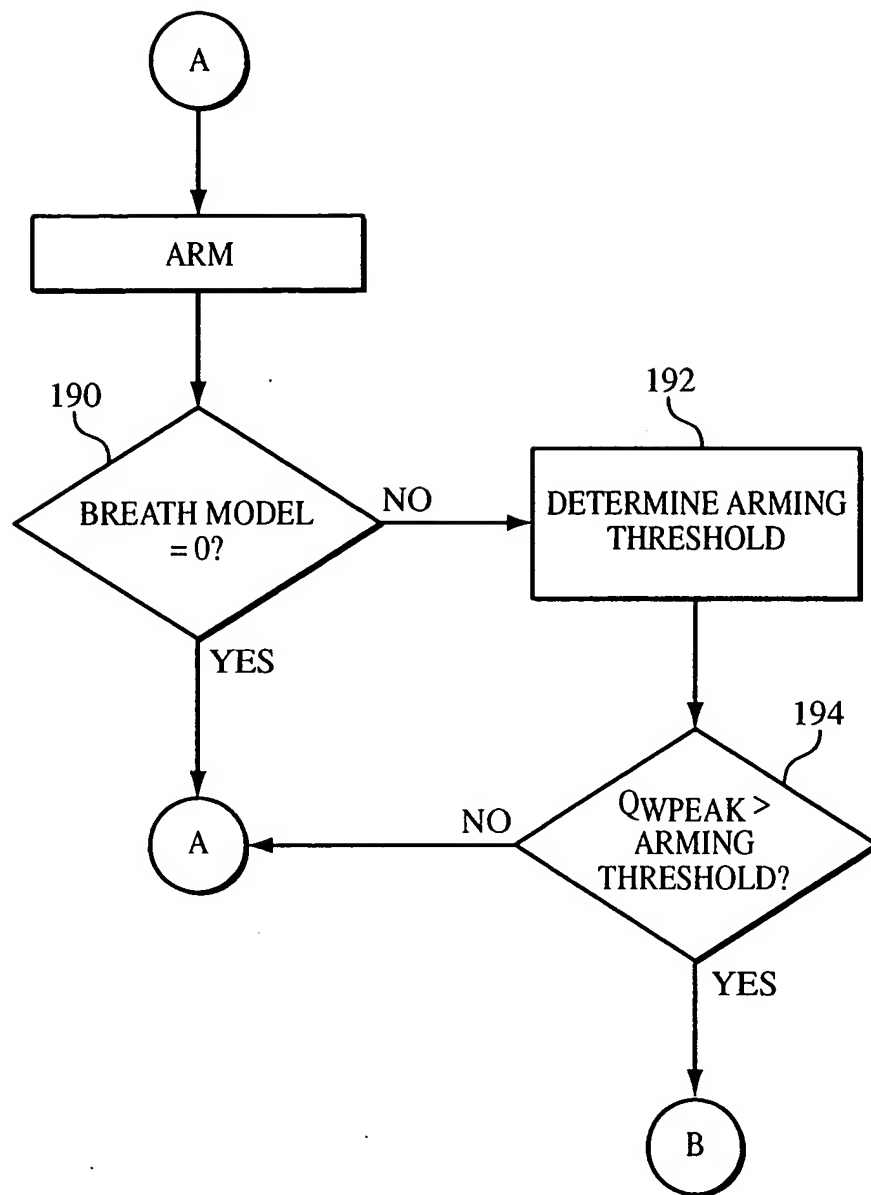 A
ARM
190
BREATH MODEL
= 0?
NO
192
DETERMINE ARMING
THRESHOLD
YES
194
QWPEAK >
ARMING
THRESHOLD?
NO
A
YES
B